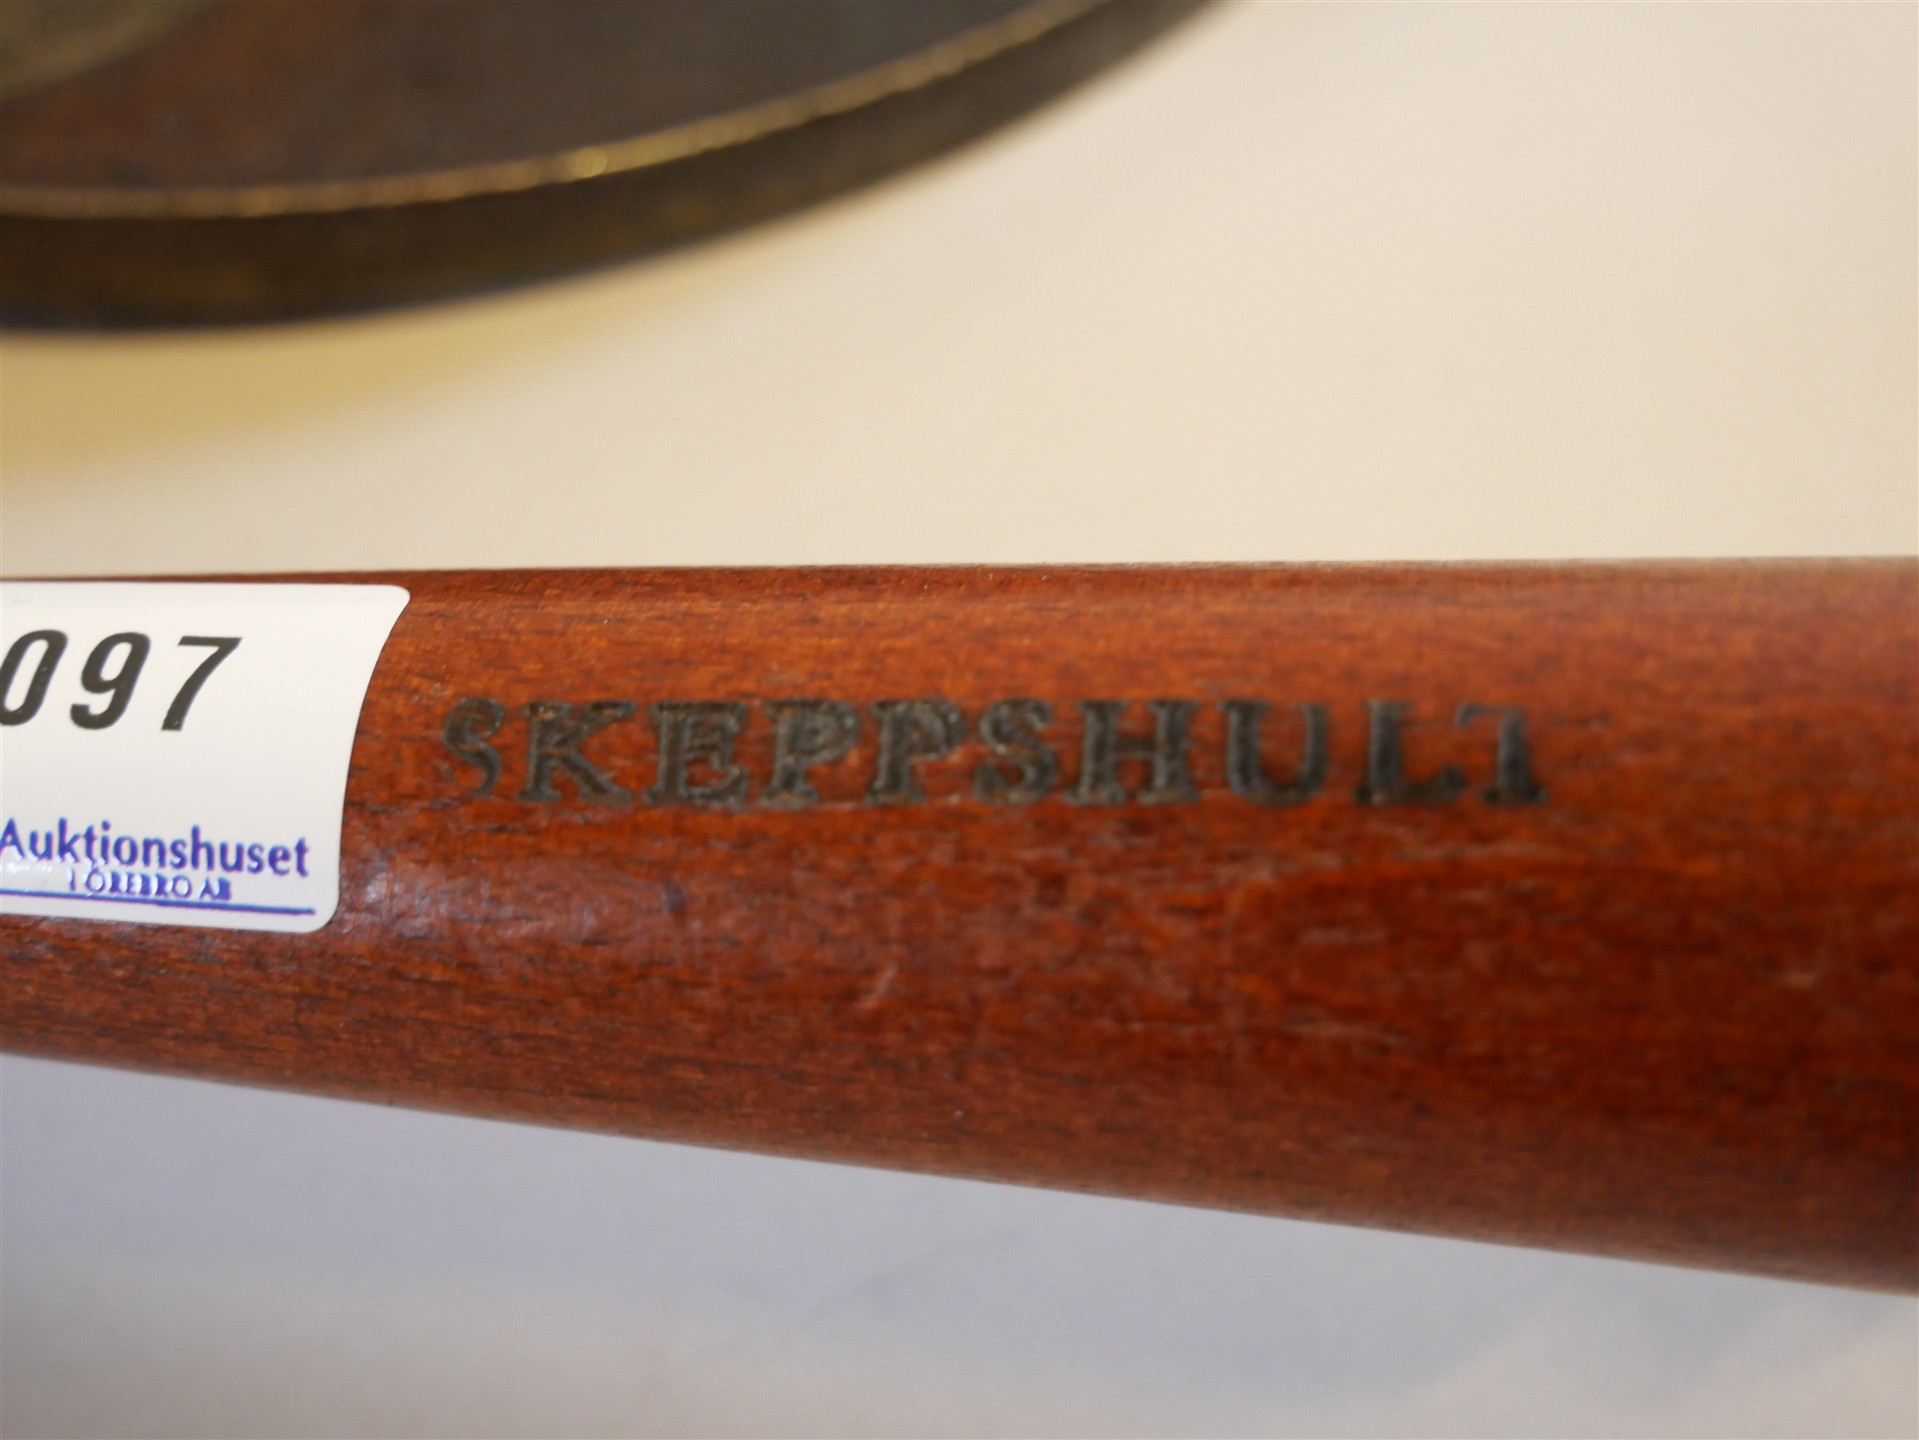 097
Auktionshuset
I ÖREBRO AB
SKEPPSHULT